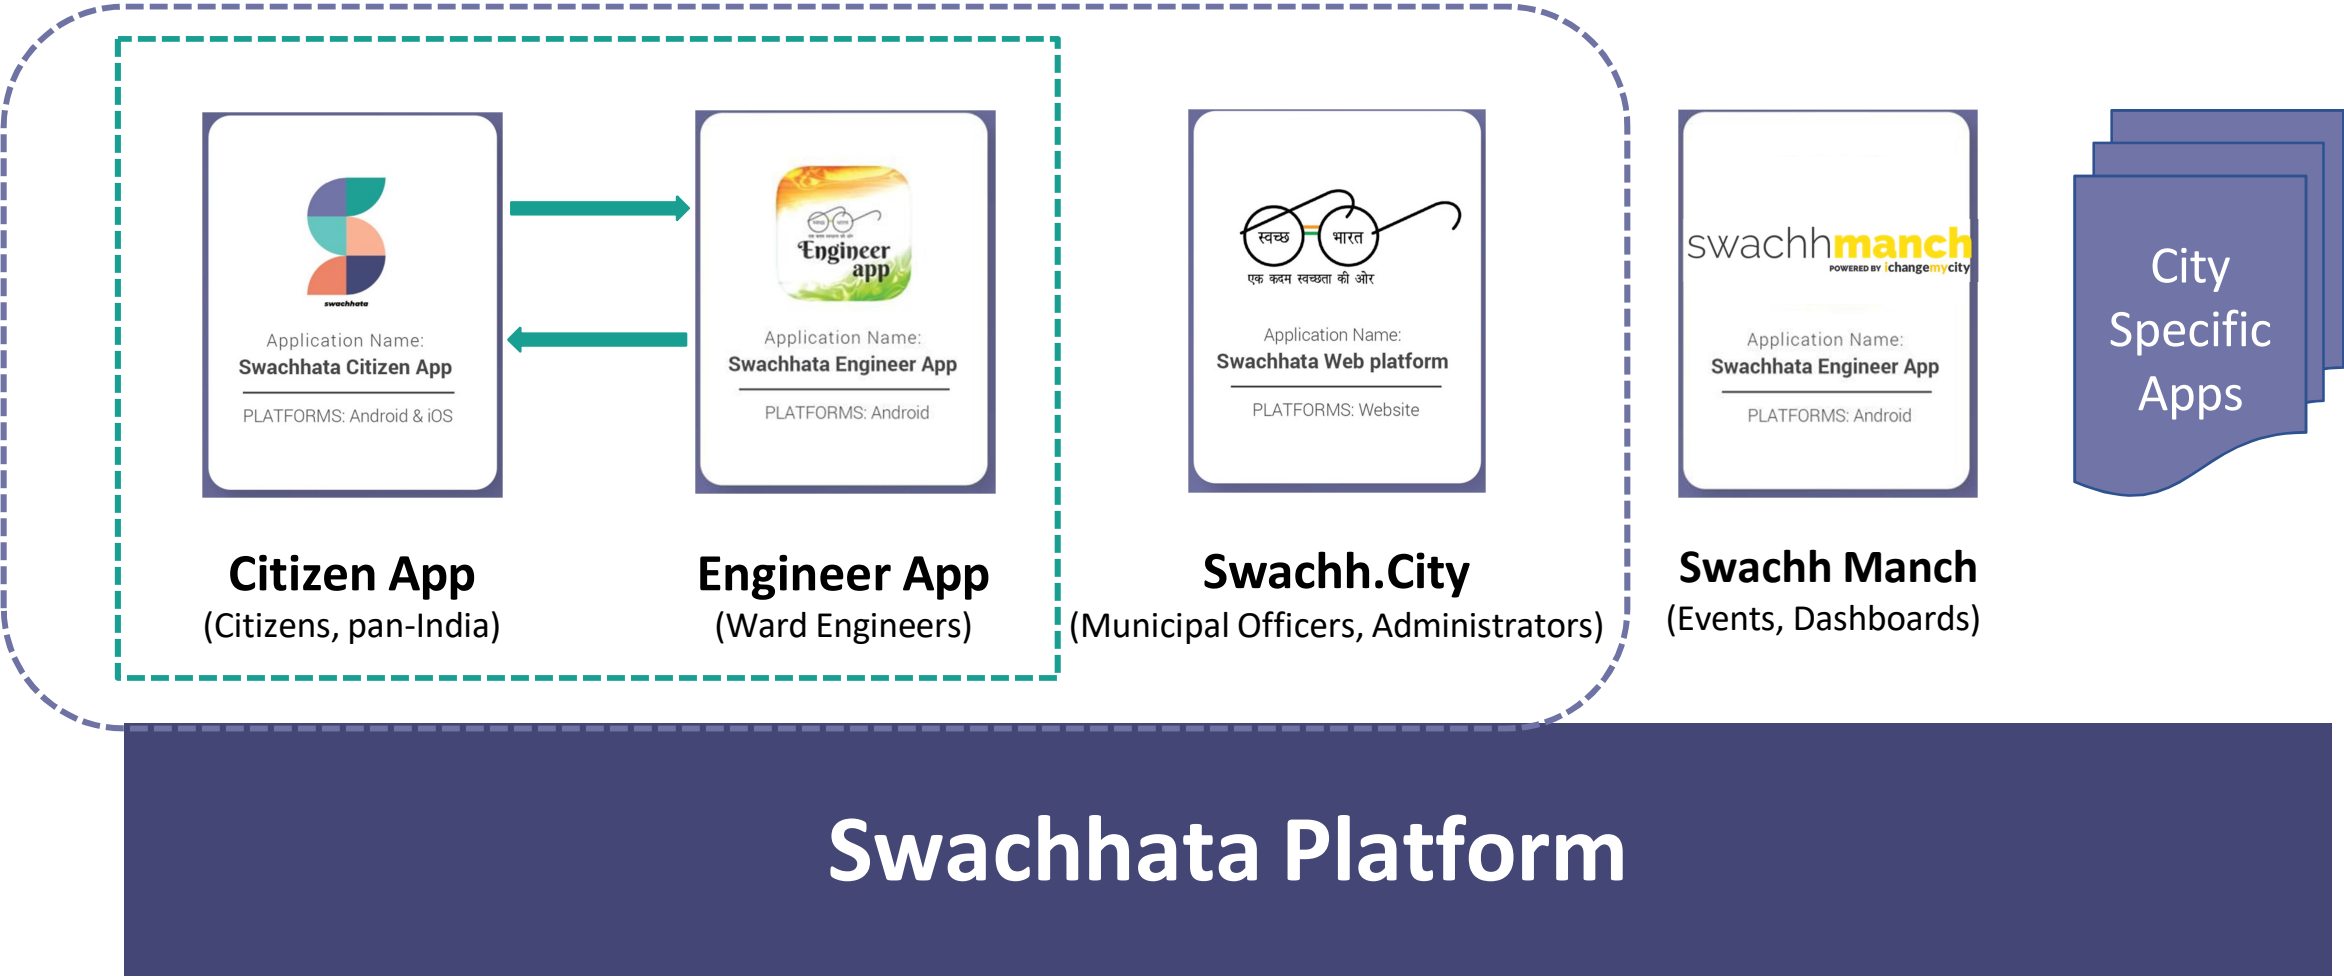 swachhata
Application Name:
Swachhata Citizen App
PLATFORMS: Android & iOS
Citizen App
(Citizens, pan-India)
Engineer
app
Application Name:
Swachhata Engineer App
PLATFORMS: Android
Engineer App
(Ward Engineers)
स्वच्छ भारत
एक कदम स्वच्छता की ओर
Application Name:
Swachhata Web platform
PLATFORMS: Website
Swachh.City
(Municipal Officers, Administrators)
swachhmanch
POWERED BY ichangemycity
Application Name:
Swachhata Engineer App
PLATFORMS: Android
Swachh Manch
(Events, Dashboards)
City
Specific
Apps
Swachhata Platform